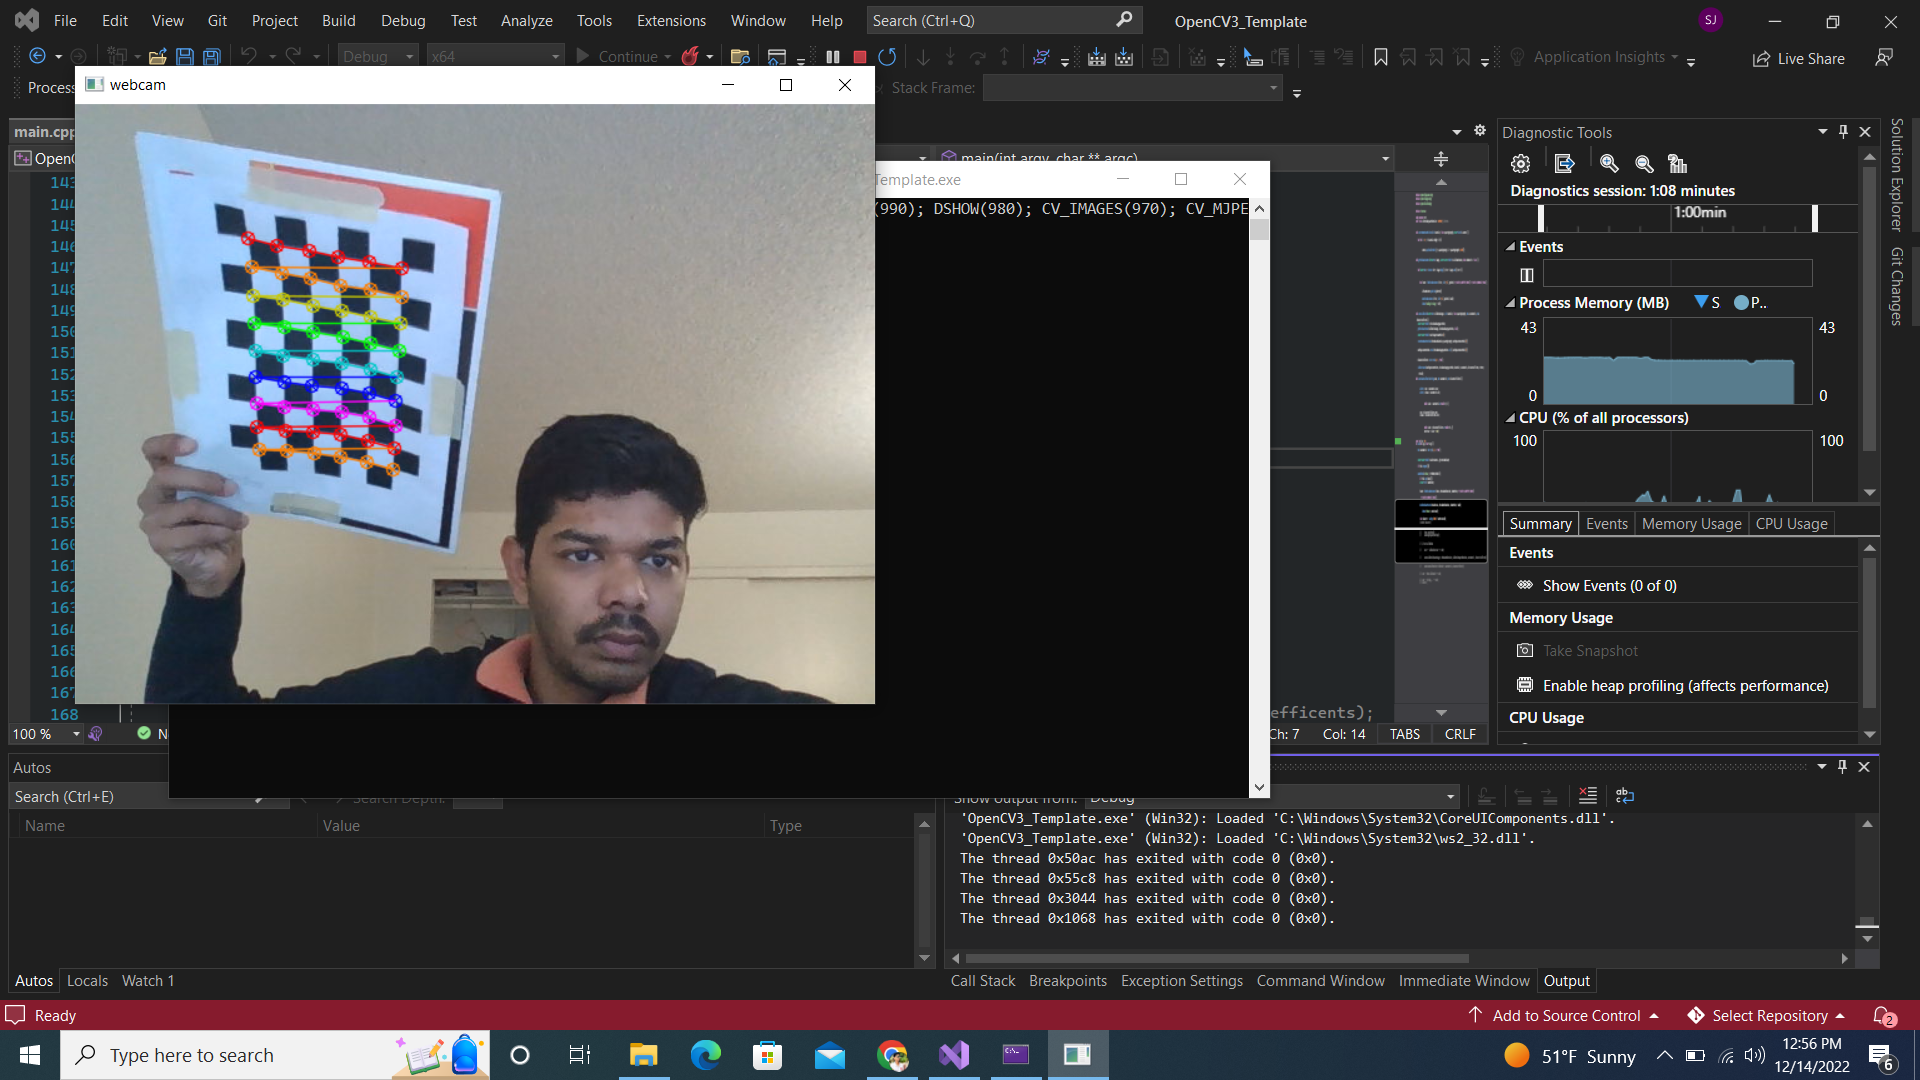 File Edit View Git Project Build Debug Test Analyze Tools Extensions Window Help Search (Ctrl+Q) OpenCV3_Template SJ
Debug x64 Continue Application Insights Live Share
Process Stack Frame:
webcam
main.cpp
OpenC main(int argv, char ** argc)
Template.exe
(990); DSHOW(980); CV_IMAGES(970); CV_MJPE
143
144
145
146
147
148
149
150
151
152
153
154
155
156
157
158
159
160
161
162
163
164
165
166
167
168
efficents);
100 % N Ch: 7 Col: 14 TABS CRLF
Diagnostic Tools
Diagnostics session: 1:08 minutes
1:00min
Events
Process Memory (MB) S P..
43 43
0 0
CPU (% of all processors)
100 100
Summary Events Memory Usage CPU Usage
Events
Show Events (0 of 0)
Memory Usage
Take Snapshot
Enable heap profiling (affects performance)
CPU Usage
Solution Explorer
Git Changes
Autos
Search (Ctrl+E) Search Depth:
Name Value Type
Autos Locals Watch 1
Show output from: Debug
'OpenCV3_Template.exe' (Win32): Loaded 'C:\Windows\System32\CoreUIComponents.dll'.
'OpenCV3_Template.exe' (Win32): Loaded 'C:\Windows\System32\ws2_32.dll'.
The thread 0x50ac has exited with code 0 (0x0).
The thread 0x55c8 has exited with code 0 (0x0).
The thread 0x3044 has exited with code 0 (0x0).
The thread 0x1068 has exited with code 0 (0x0).
Call Stack Breakpoints Exception Settings Command Window Immediate Window Output
Ready Add to Source Control Select Repository 2
Type here to search 51°F Sunny 12:56 PM
12/14/2022 6